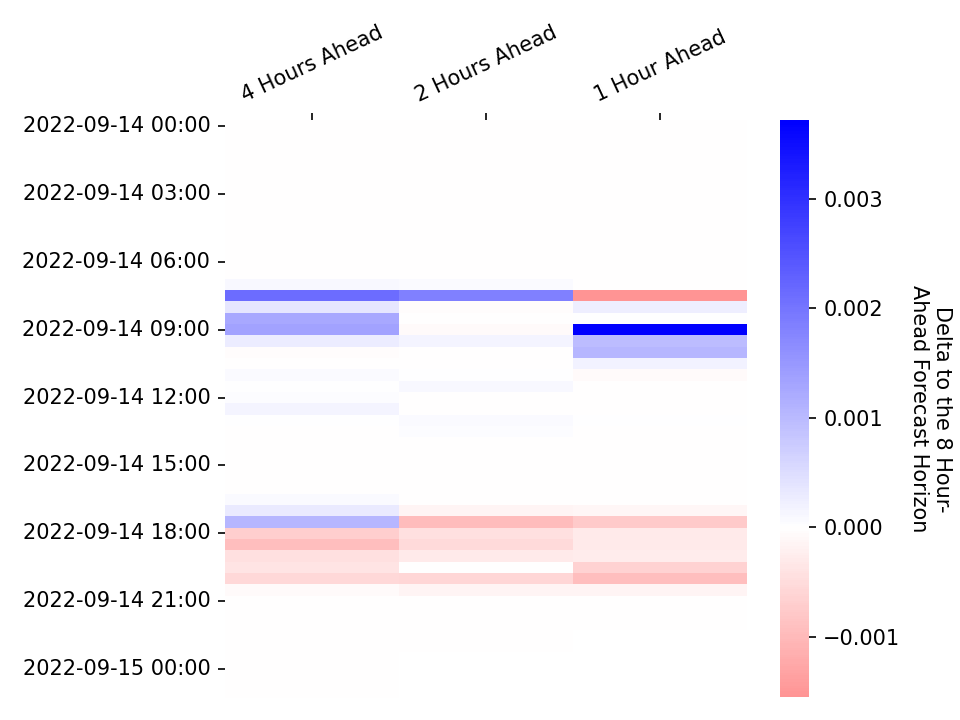 4 Hours Ahead
2 Hours Ahead
1 Hour Ahead
2022-09-14 00:00
2022-09-14 03:00
2022-09-14 06:00
2022-09-14 09:00
2022-09-14 12:00
2022-09-14 15:00
2022-09-14 18:00
2022-09-14 21:00
2022-09-15 00:00
0.003
0.002
0.001
0.000
−0.001
Delta to the 8 Hour-
Ahead Forecast Horizon